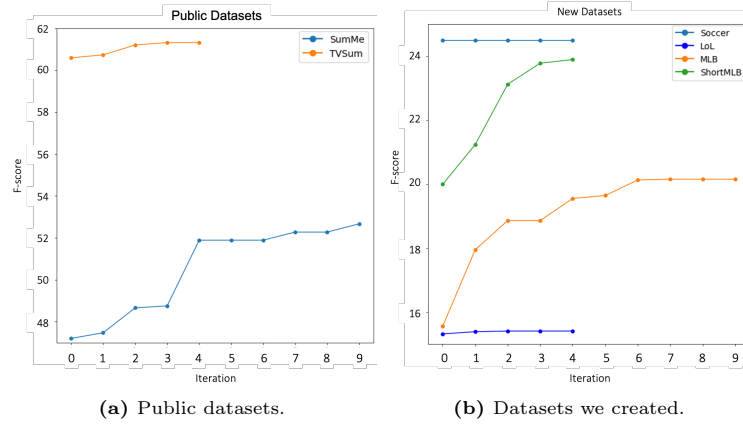 Public Datasets
SumMe
TVSum
F-score
62
60
58
56
54
52
50
48
0 1 2 3 4 5 6 7 8 9
Iteration
(a) Public datasets.
New Datasets
Soccer
LoL
MLB
ShortMLB
F-score
24
22
20
18
16
0 1 2 3 4 5 6 7 8 9
Iteration
(b) Datasets we created.